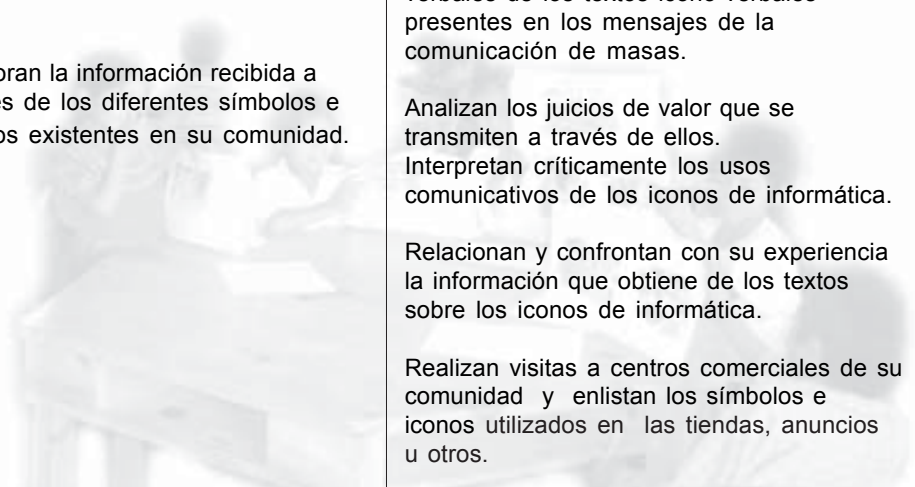 la información recibida a
de los diferentes símbolos e
existentes en su comunidad.
presentes en los mensajes de la
comunicación de masas.
Analizan los juicios de valor que se
transmiten a través de ellos.
Interpretan críticamente los usos
comunicativos de los iconos de informática.
Relacionan y confrontan con su experiencia
la información que obtiene de los textos
sobre los iconos de informática.
Realizan visitas a centros comerciales de su
comunidad y enlistan los símbolos e
iconos utilizados en las tiendas, anuncios
u otros.